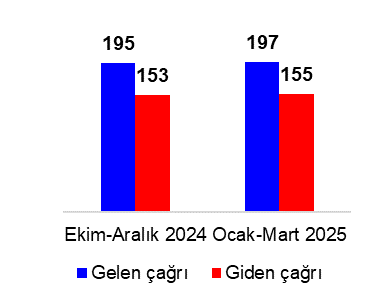 195 197
153 155
Ekim-Aralık 2024 Ocak-Mart 2025
Gelen çağrı Giden çağrı